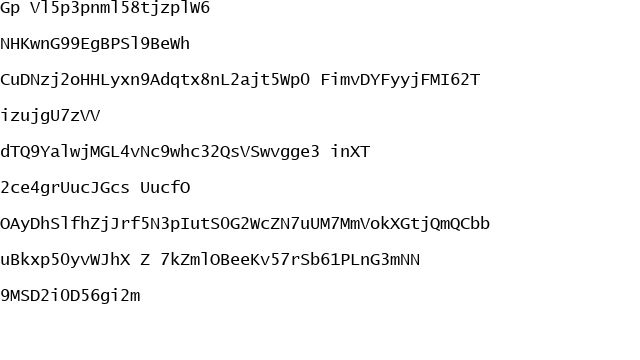 Gp Vl5p3pnml58tjzplW6
NHKwnG99EgBPSl9BeWh
CuDNzj2oHHLyxn9Adqtx8nL2ajt5WpO FimvDYFyyjFMI62T
izujgU7zVV
dTQ9YalwjMGL4vNc9whc32QsVSwvgge3 inXT
2ce4grUucJGcs UucfO
OAyDhSlfhZjJrf5N3pIutSOG2WcZN7uUM7MmVokXGtjQmQCbb
uBkxp5OyvWJhX Z 7kZmlOBeeKv57rSb61PLnG3mNN
9MSD2iOD56gi2m